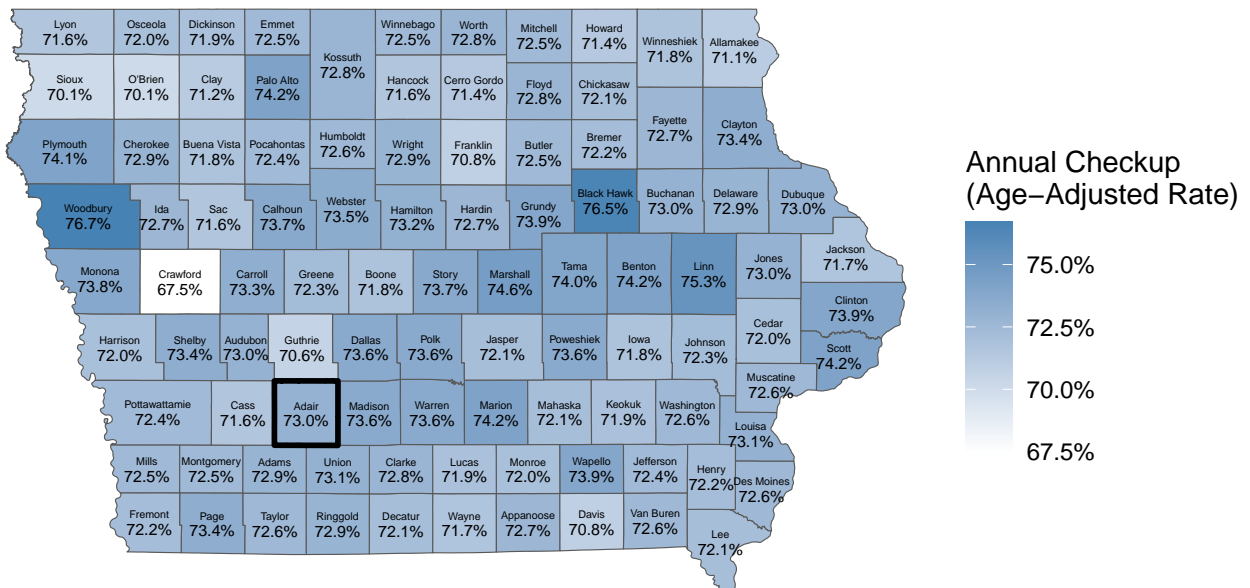 Lyon
71.6%
Osceola
72.0%
Dickinson
71.9%
Emmet
72.5%
Kossuth
72.8%
Winnebago
72.5%
Worth
72.8%
Mitchell
72.5%
Howard
71.4%
Winneshiek
71.8%
Allamakee
71.1%
Sioux
70.1%
O'Brien
70.1%
Clay
71.2%
Palo Alto
74.2%
Hancock
71.6%
Cerro Gordo
71.4%
Floyd
72.8%
Chickasaw
72.1%
Fayette
72.7%
Clayton
73.4%
Plymouth
74.1%
Cherokee
72.9%
Buena Vista
71.8%
Pocahontas
72.4%
Humboldt
72.6%
Wright
72.9%
Franklin
70.8%
Butler
72.5%
Bremer
72.2%
Woodbury
76.7%
Ida
72.7%
Sac
71.6%
Calhoun
73.7%
Webster
73.5%
Hamilton
73.2%
Hardin
72.7%
Grundy
73.9%
Black Hawk
76.5%
Buchanan
73.0%
Delaware
72.9%
Dubuque
73.0%
Monona
73.8%
Crawford
67.5%
Carroll
73.3%
Greene
72.3%
Boone
71.8%
Story
73.7%
Marshall
74.6%
Tama
74.0%
Benton
74.2%
Linn
75.3%
Jones
73.0%
Jackson
71.7%
Clinton
73.9%
Harrison
72.0%
Shelby
73.4%
Audubon
73.0%
Guthrie
70.6%
Dallas
73.6%
Polk
73.6%
Jasper
72.1%
Poweshiek
73.6%
Iowa
71.8%
Johnson
72.3%
Cedar
72.0%
Scott
74.2%
Muscatine
72.6%
Pottawattamie
72.4%
Cass
71.6%
Adair
73.0%
Madison
73.6%
Warren
73.6%
Marion
74.2%
Mahaska
72.1%
Keokuk
71.9%
Washington
72.6%
Louisa
73.1%
Mills
72.5%
Montgomery
72.5%
Adams
72.9%
Union
73.1%
Clarke
72.8%
Lucas
71.9%
Monroe
72.0%
Wapello
73.9%
Jefferson
72.4%
Henry
72.2%
Des Moines
72.6%
Fremont
72.2%
Page
73.4%
Taylor
72.6%
Ringgold
72.9%
Decatur
72.1%
Wayne
71.7%
Appanoose
72.7%
Davis
70.8%
Van Buren
72.6%
Lee
72.1%
Annual Checkup
(Age−Adjusted Rate)
75.0%
72.5%
70.0%
67.5%